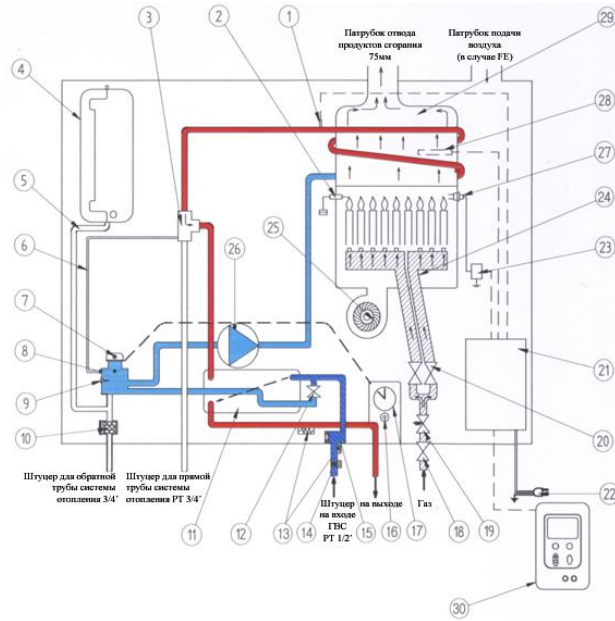 Патрубок отвода
продуктов сгорания
75мм
Патрубок подачи
воздуха
(в случае FE)
1
2
3
4
5
6
7
8
9
10
11
12
13
14
15
16
17
18
19
20
21
22
23
24
25
26
27
28
29
30
Штуцер для обратной
трубы системы
отопления 3/4'
Штуцер для прямой
трубы системы
отопления РТ 3/4'
Штуцер
на входе
ГВС
РТ 1/2'
на выходе
Газ